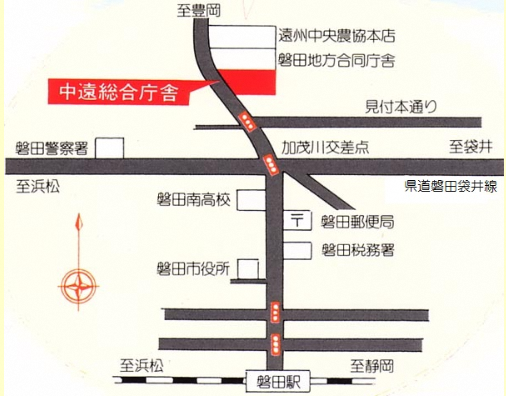 至豊岡
遠州中央農協本店
磐田地方合同庁舎
中遠総合庁舎
見付本通り
磐田警察署
加茂川交差点
至袋井
至浜松
県道磐田袋井線
磐田南高校
〒
磐田郵便局
磐田税務署
磐田市役所
至浜松
至静岡
磐田駅